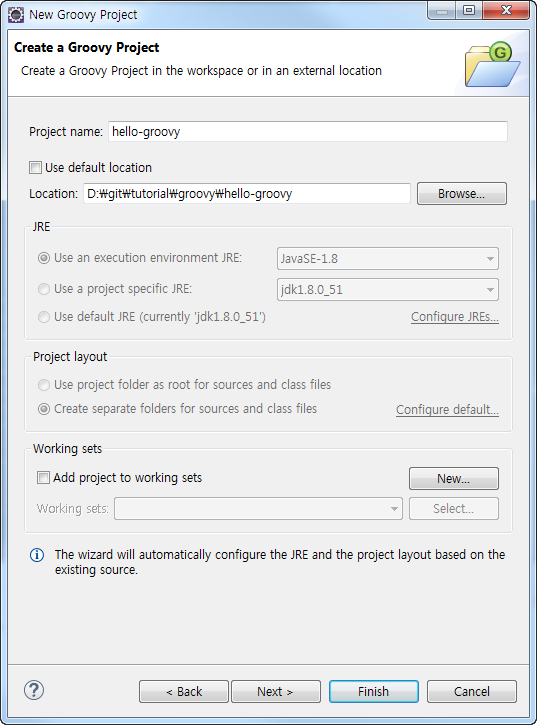 New Groovy Project
Create a Groovy Project
Create a Groovy Project in the workspace or in an external location
G
Project name: hello-groovy
Use default location
Location: D:₩git₩tutorial₩groovy₩hello-groovy Browse...
JRE
Use an execution environment JRE: JavaSE-1.8
Use a project specific JRE: jdk1.8.0_51
Use default JRE (currently 'jdk1.8.0_51') Configure JREs...
Project layout
Use project folder as root for sources and class files
Create separate folders for sources and class files Configure default...
Working sets
Add project to working sets New...
Working sets: Select...
The wizard will automatically configure the JRE and the project layout based on the
existing source.
? < Back Next > Finish Cancel